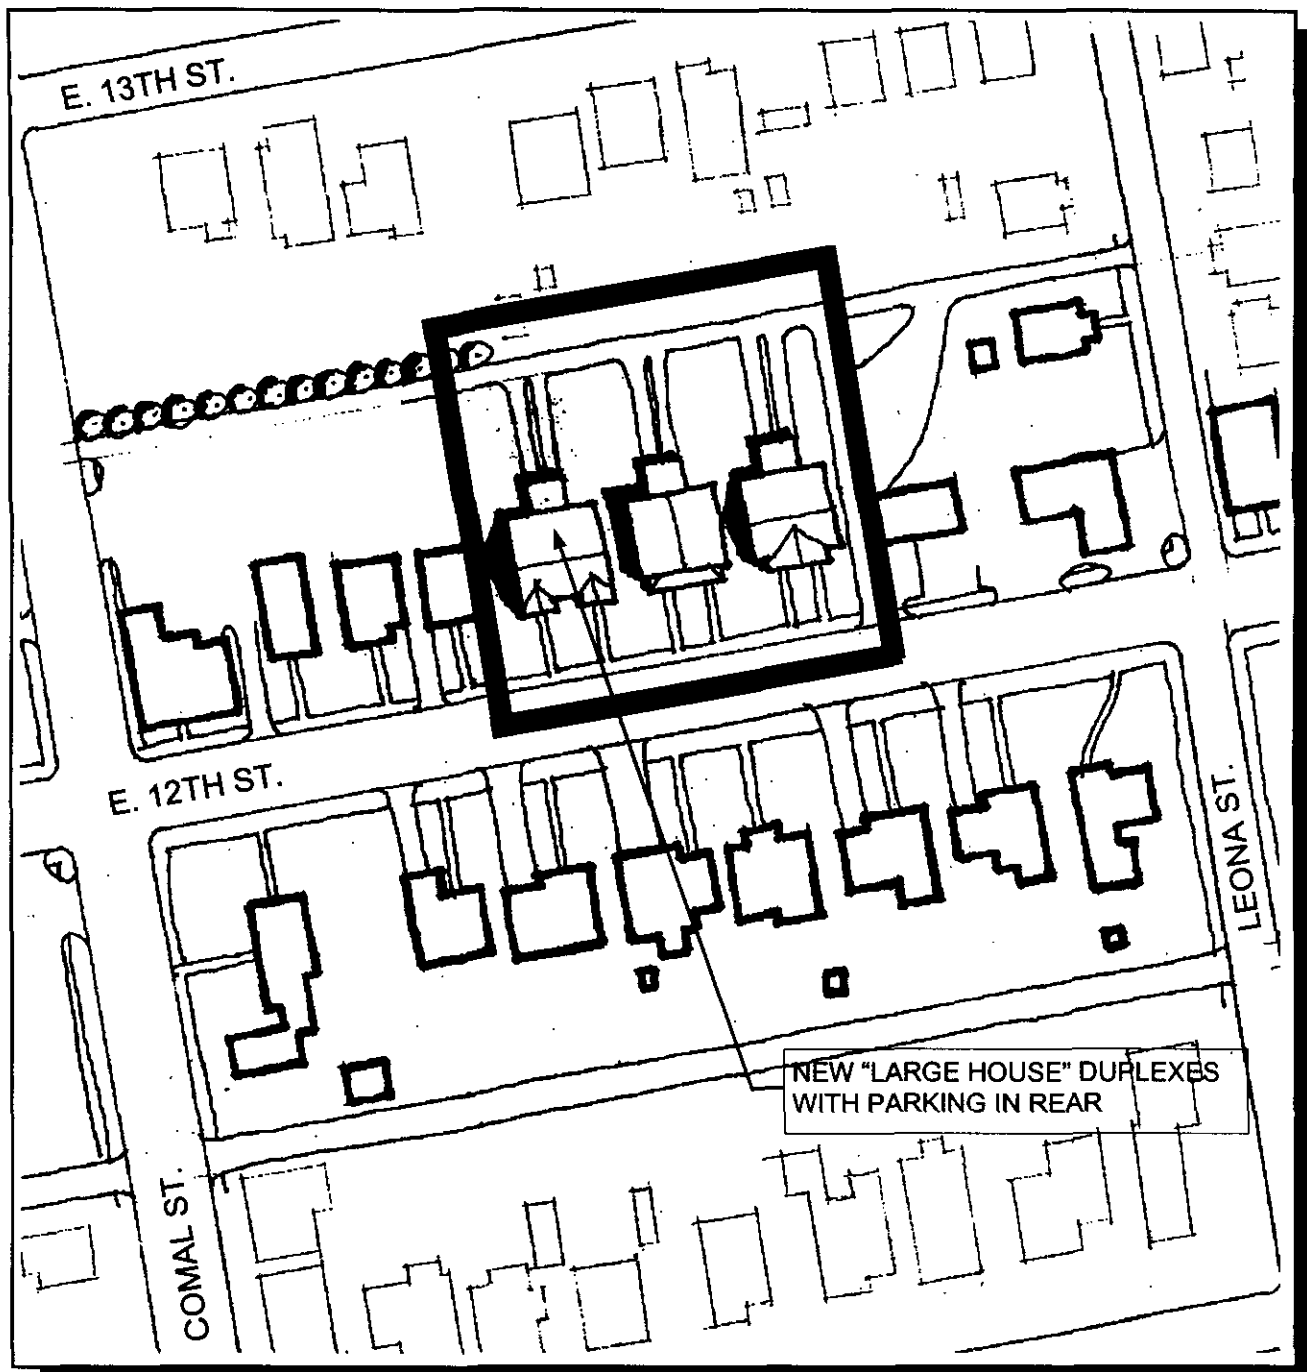 E. 13TH ST.
E. 12TH ST.
LEONA ST.
NEW “LARGE HOUSE” DUPLEXES
WITH PARKING IN REAR
COMAL ST.